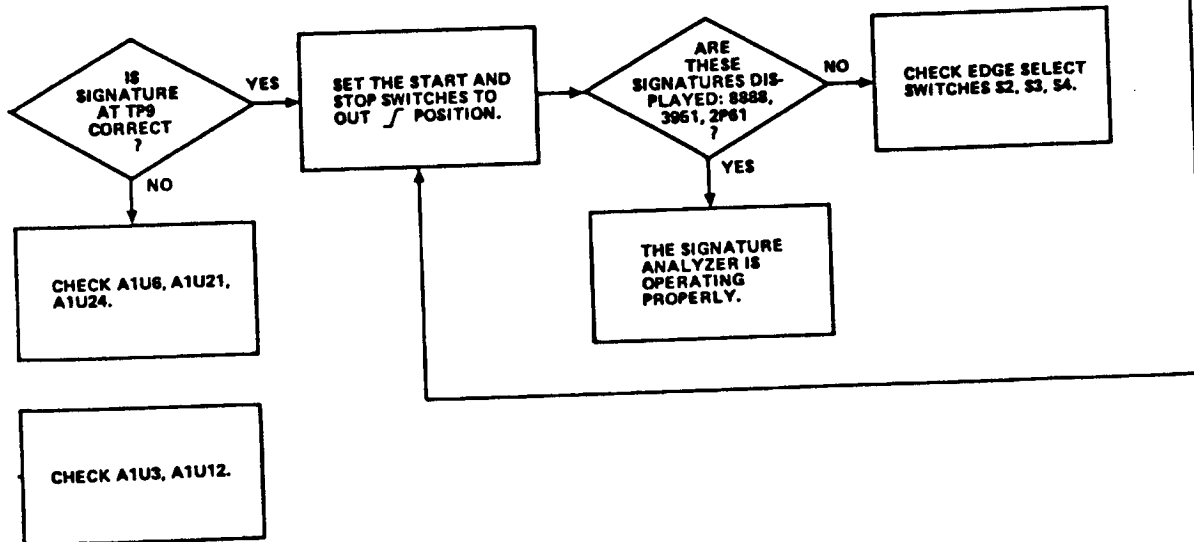 IS
SIGNATURE
AT TP9
CORRECT
?
YES
NO
SET THE START AND
STOP SWITCHES TO
OUT POSITION.
ARE
THESE
SIGNATURES DIS-
PLAYED: 8888,
3951, 2P61
?
NO
YES
CHECK EDGE SELECT
SWITCHES S2, S3, S4.
CHECK A1U6, A1U21,
A1U24.
THE SIGNATURE
ANALYZER IS
OPERATING
PROPERLY.
CHECK A1U3, A1U12.